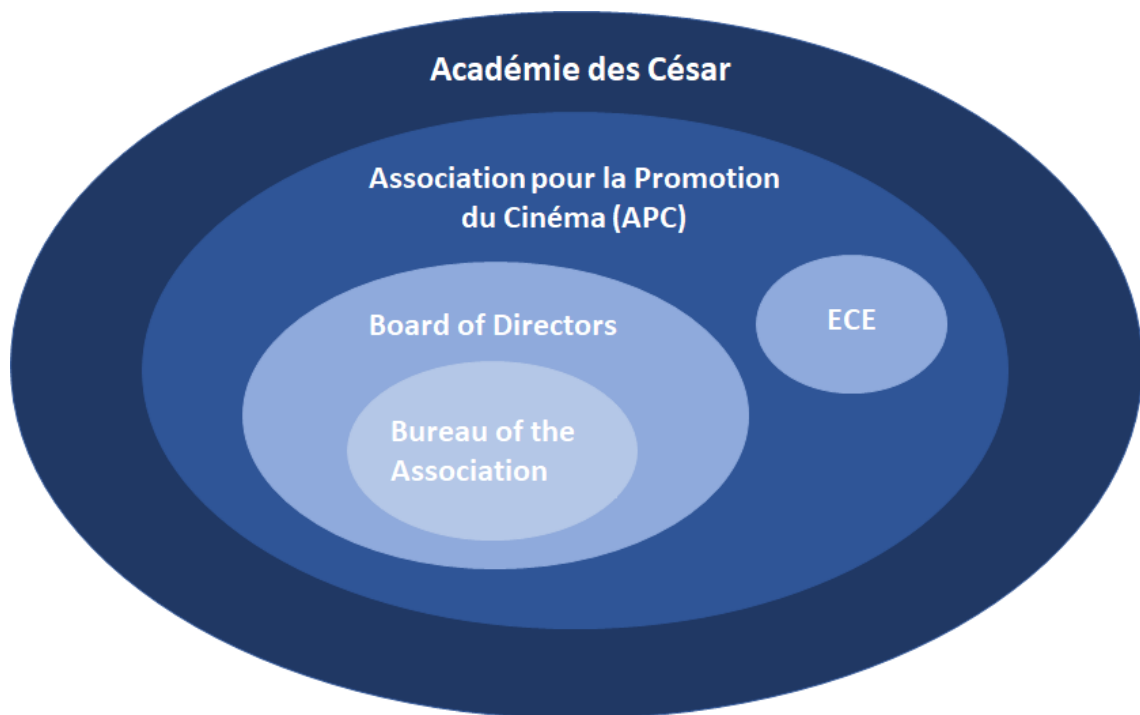 Académie des César
Association pour la Promotion
du Cinéma (APC)
ECE
Board of Directors
Bureau of the
Association